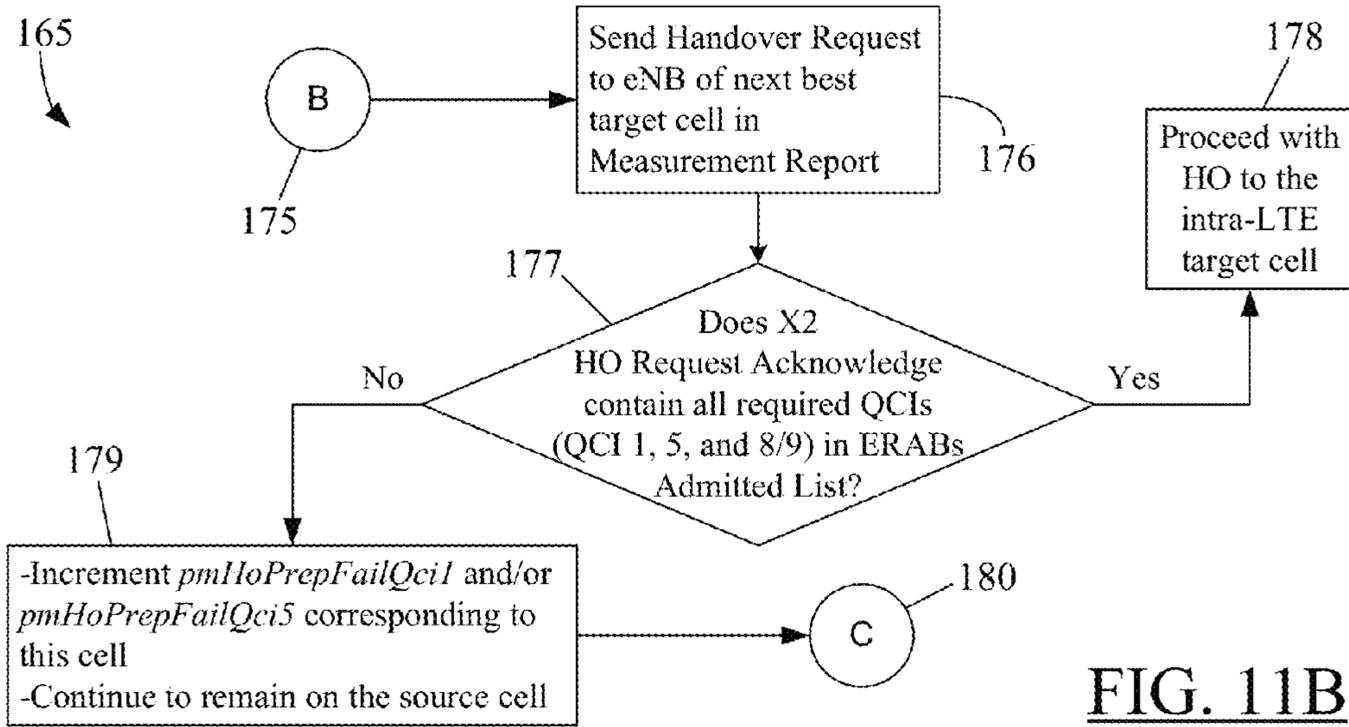 165
B
175
Send Handover Request
to eNB of next best
target cell in
Measurement Report
176
178
Proceed with
HO to the
intra-LTE
target cell
177
Does X2
HO Request Acknowledge
contain all required QCIs
(QCI 1, 5, and 8/9) in ERABs
Admitted List?
No
Yes
179
-Increment pmHoPrepFailQci1 and/or
pmHoPrepFailQci5 corresponding to
this cell
-Continue to remain on the source cell
C
180
FIG. 11B